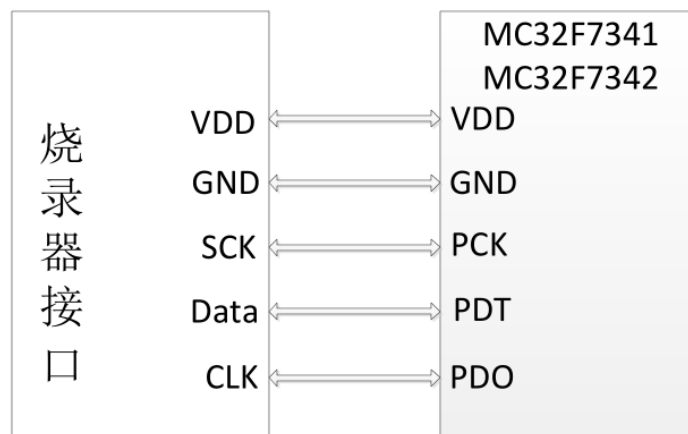 烧录器接口
VDD
GND
SCK
Data
CLK
MC32F7341
MC32F7342
VDD
GND
PCK
PDT
PDO